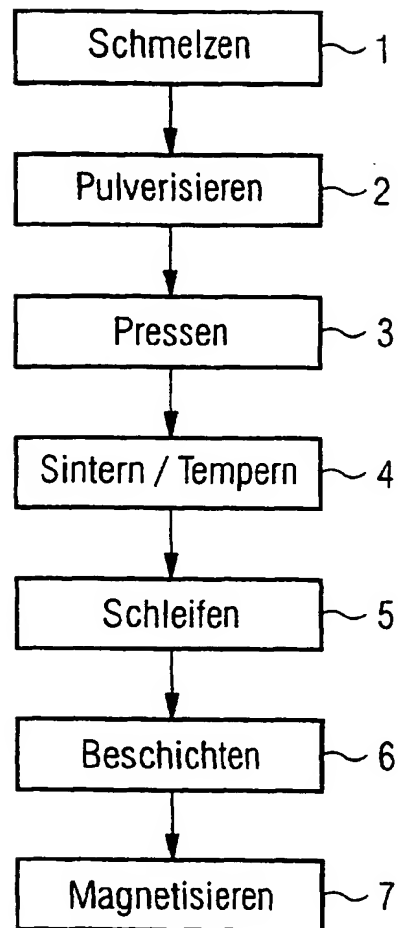 Schmelzen 1
Pulverisieren 2
Pressen 3
Sintern / Tempern 4
Schleifen 5
Beschichten 6
Magnetisieren 7